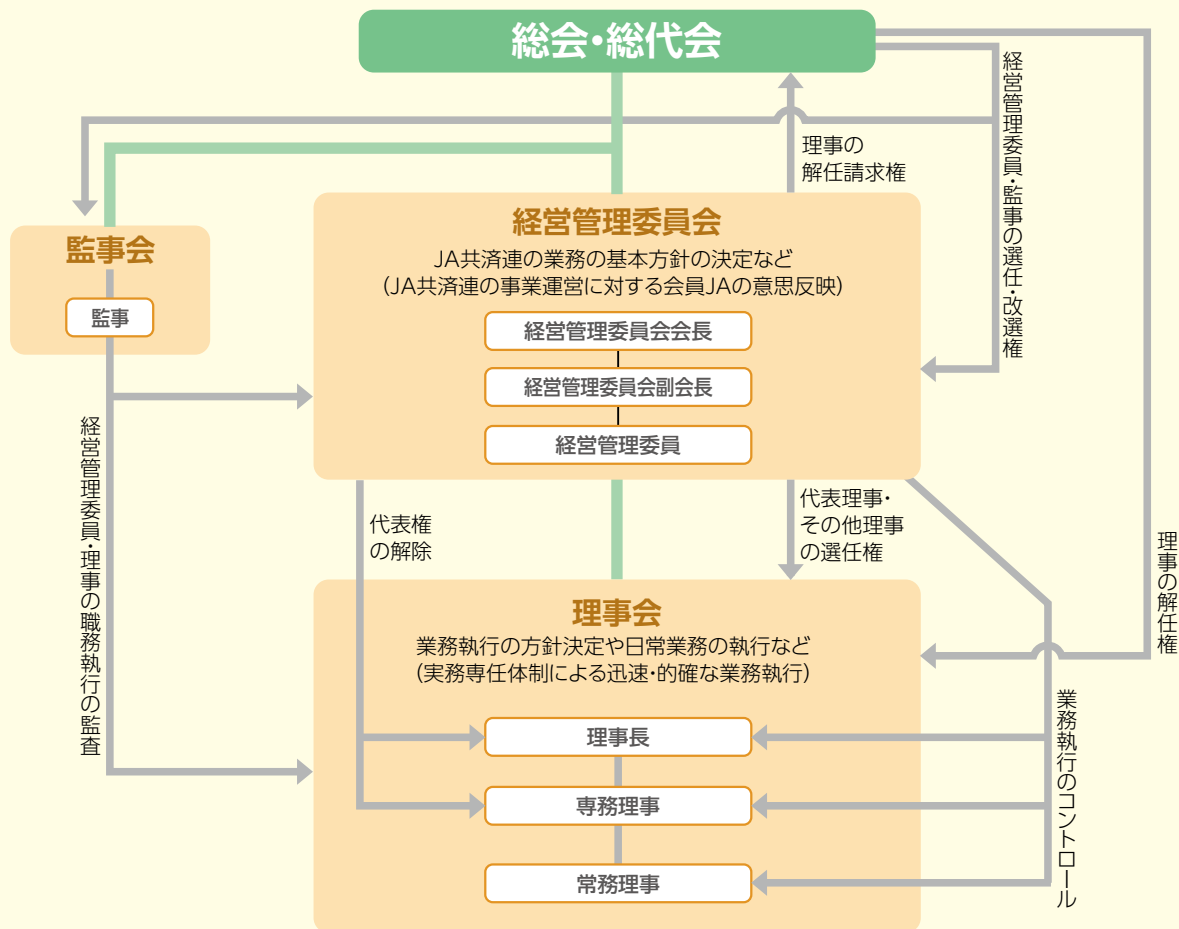 総会・総代会
経営管理委員・監事の選任・改選権
理事の
解任請求権
監事会
監事
経営管理委員会
JA共済連の業務の基本方針の決定など
(JA共済連の事業運営に対する会員JAの意思反映)
経営管理委員会会長
経営管理委員会副会長
経営管理委員
経営管理委員・理事の職務執行の監査
代表権
の解除
代表理事・
その他理事
の選任権
理事の解任権
理事会
業務執行の方針決定や日常業務の執行など
(実務専任体制による迅速・的確な業務執行)
理事長
専務理事
常務理事
業務執行のコントロール